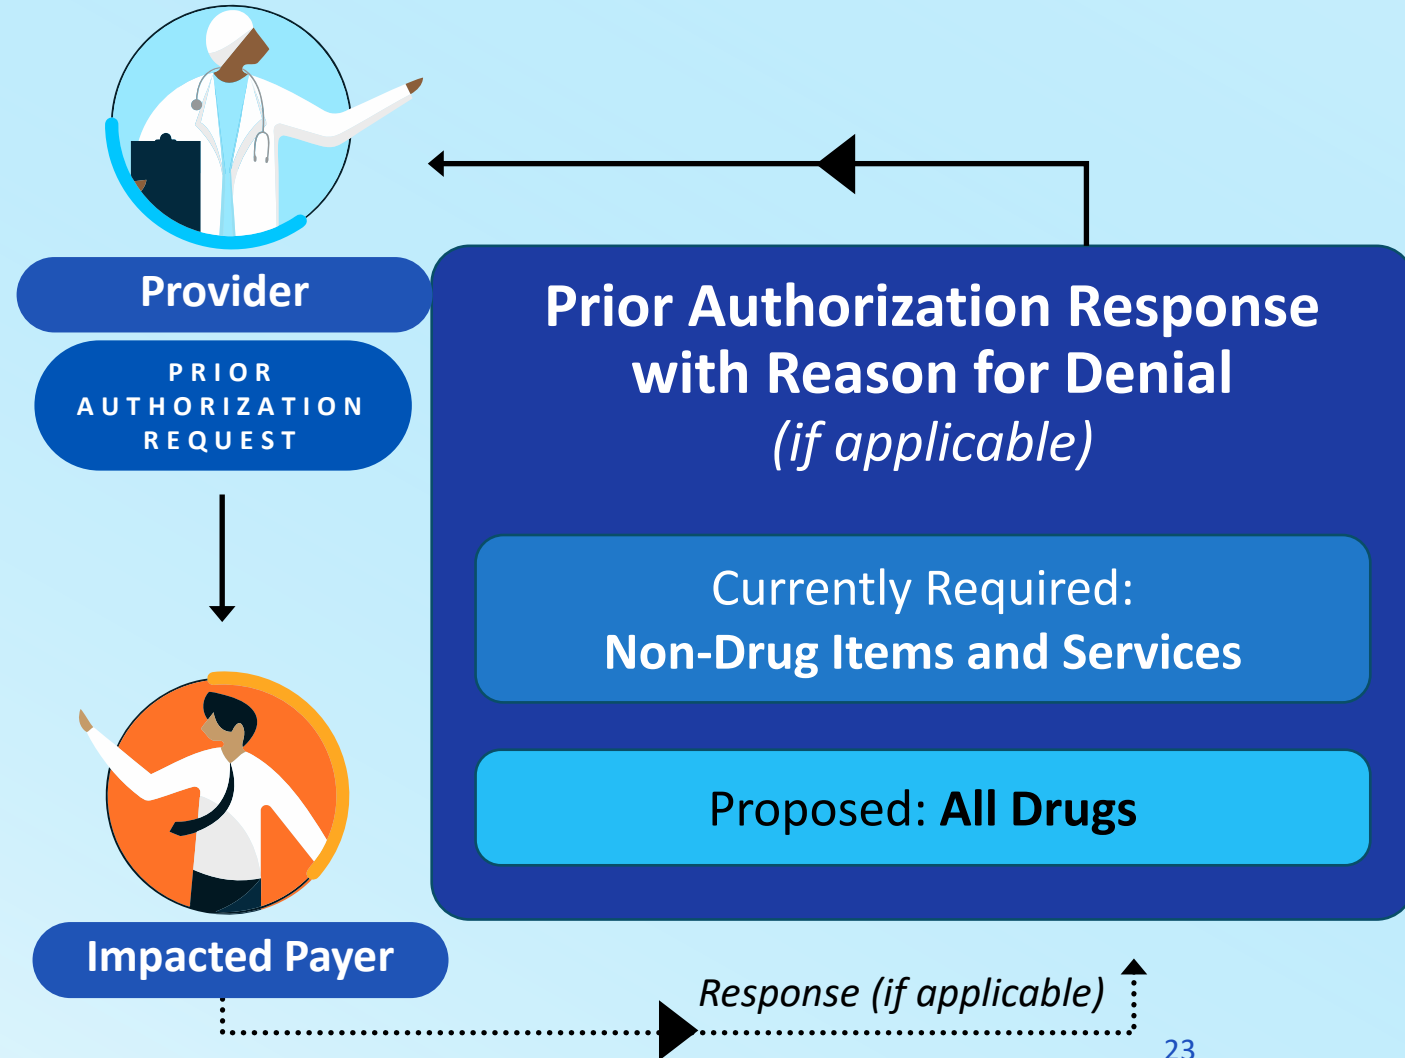 Provider
PRIOR
AUTHORIZATION
REQUEST
Prior Authorization Response
with Reason for Denial
(if applicable)
Currently Required:
Non-Drug Items and Services
Proposed: All Drugs
Impacted Payer
Response (if applicable)
23